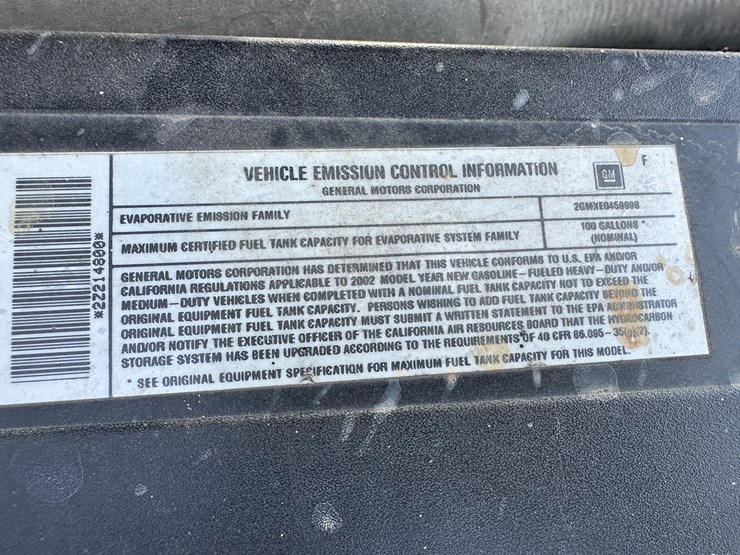 VEHICLE EMISSION CONTROL INFORMATION
GENERAL MOTORS CORPORATION
GM
F
EVAPORATIVE EMISSION FAMILY
2GMXE0459998
MAXIMUM CERTIFIED FUEL TANK CAPACITY FOR EVAPORATIVE SYSTEM FAMILY
100 GALLONS *
(NOMINAL)
GENERAL MOTORS CORPORATION HAS DETERMINED THAT THIS VEHICLE CONFORMS TO U.S. EPA AND/OR
CALIFORNIA REGULATIONS APPLICABLE TO 2002 MODEL YEAR NEW GASOLINE-FUELED HEAVY-DUTY AND/OR
MEDIUM-DUTY VEHICLES WHEN COMPLETED WITH A NOMINAL FUEL TANK CAPACITY NOT TO EXCEED THE
ORIGINAL EQUIPMENT FUEL TANK CAPACITY. PERSONS WISHING TO ADD FUEL TANK CAPACITY BEYOND THE
ORIGINAL EQUIPMENT FUEL TANK CAPACITY MUST SUBMIT A WRITTEN STATEMENT TO THE EPA ADMINISTRATOR
AND/OR NOTIFY THE EXECUTIVE OFFICER OF THE CALIFORNIA AIR RESOURCES BOARD THAT THE HYDROCARBON
STORAGE SYSTEM HAS BEEN UPGRADED ACCORDING TO THE REQUIREMENTS OF 40 CFR 86.095-35(g)(2).
* SEE ORIGINAL EQUIPMENT SPECIFICATION FOR MAXIMUM FUEL TANK CAPACITY FOR THIS MODEL.
*2Z214800*